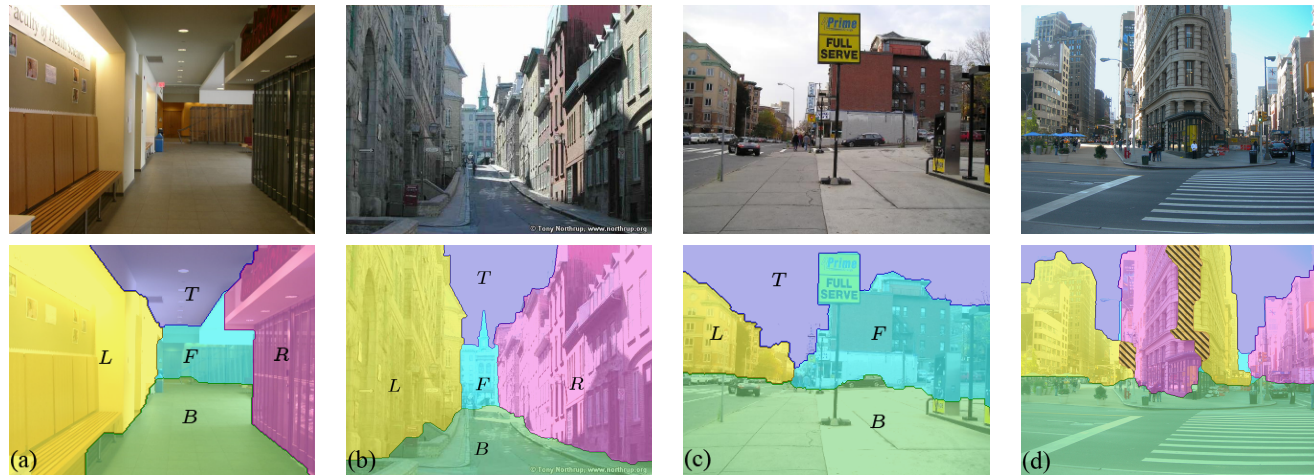 Faculty of Health Sciences
Prime
FULL
SERVE
© Tony Northrup, www.northrup.org
T
L
F
R
B
(a)
T
L
F
R
B
© Tony Northrup, www.northrup.org
(b)
Prime
FULL
SERVE
T
L
F
B
(c)
(d)